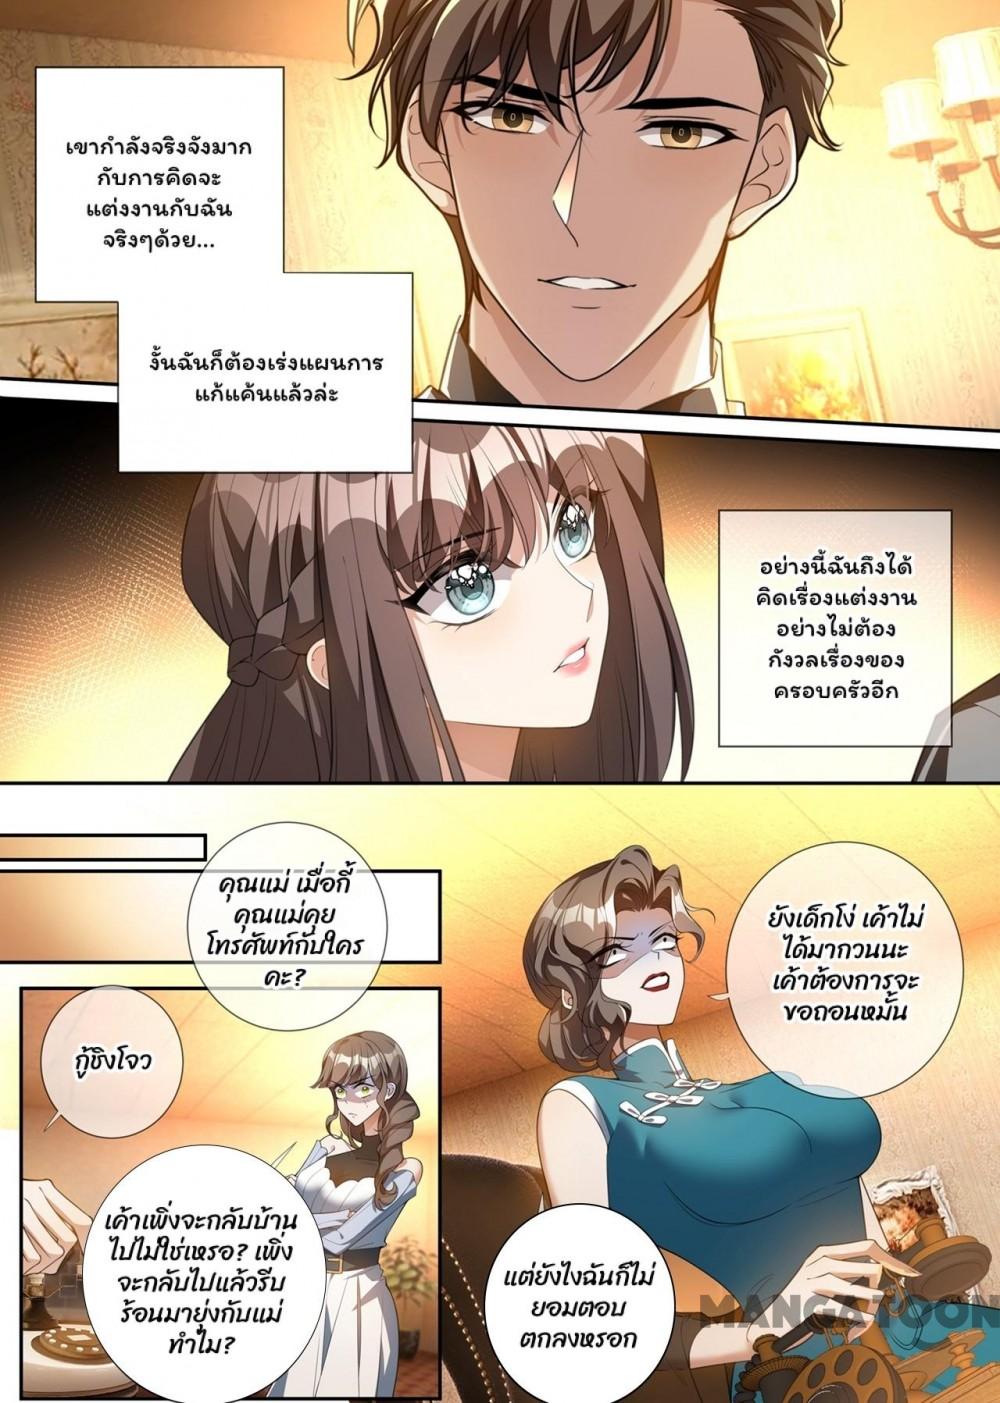 เขากำลังจริงจังมาก
กับการคิดจะ
แต่งงานกับฉัน
จริงๆด้วย...
งั้นฉันก็ต้องเร่งแผนการ
แก้แค้นแล้วล่ะ
อย่างนี้ฉันถึงได้
คิดเรื่องแต่งงาน
อย่างไม่ต้อง
กังวลเรื่องของ
ครอบครัวอีก
คุณแม่ เมื่อกี้
คุณแม่คุย
โทรศัพท์กับใคร
คะ?
ยังเด็กโง่ เค้าไม่
ได้มากวนนะ
เค้าต้องการจะ
ขอถอนหมั้น
กู้ชิงโจว
เค้าเพิ่งจะกลับบ้าน
ไปไม่ใช่เหรอ? เพิ่ง
จะกลับไปแล้วรีบ
ร้อนมายุ่งกับแม่
ทำไม?
แต่ยังไงฉันก็ไม่
ยอมตอบ
ตกลงหรอก
MANGATOON